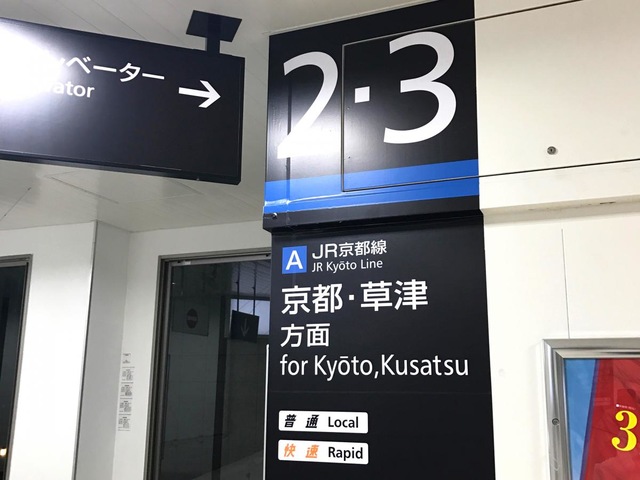 ベーター
ator
2・3
A JR京都線
JR Kyōto Line
京都・草津
方面
for Kyōto,Kusatsu
普通 Local
快速 Rapid
3